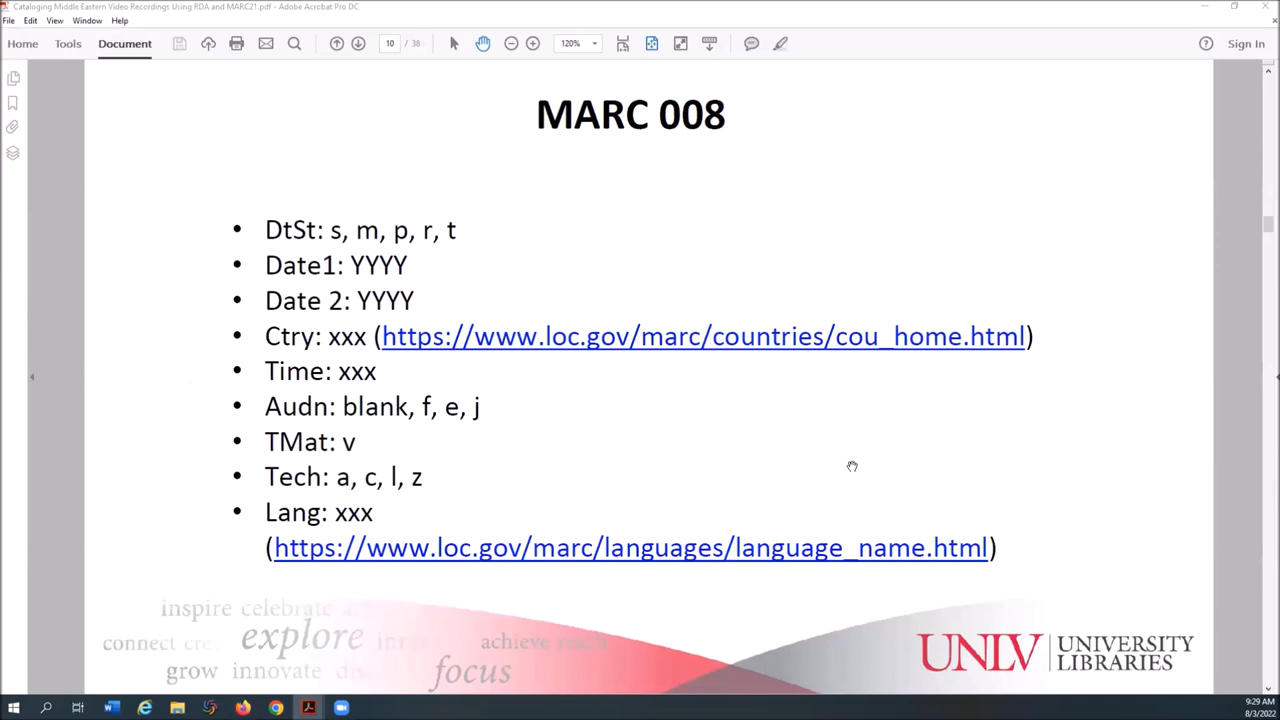 Cataloging Middle Eastern Video Recordings Using RDA and MARC21.pdf - Adobe Acrobat Pro DC
File Edit View Window Help
Home Tools Document 10 / 38 120% Sign In
MARC 008
• DtSt: s, m, p, r, t
• Date1: YYYY
• Date 2: YYYY
• Ctry: xxx (https://www.loc.gov/marc/countries/cou_home.html)
• Time: xxx
• Audn: blank, f, e, j
• TMat: v
• Tech: a, c, l, z
• Lang: xxx
(https://www.loc.gov/marc/languages/language_name.html)
inspire celebrate
connect explore achieve reach
grow innovate focus
UNLV UNIVERSITY
LIBRARIES
9:29 AM
8/3/2022